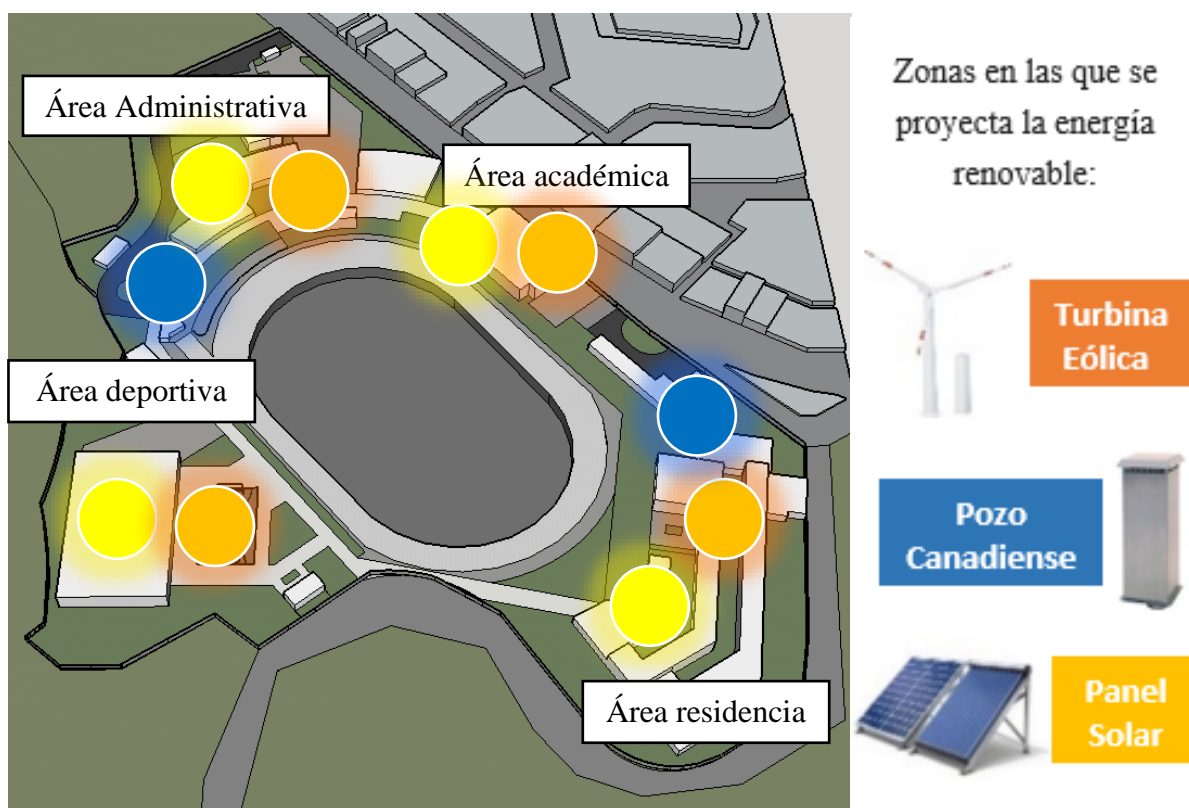 Área Administrativa
Área académica
Área deportiva
Área residencia
Zonas en las que se
proyecta la energía
renovable:
Turbina
Eólica
Pozo
Canadiense
Panel
Solar